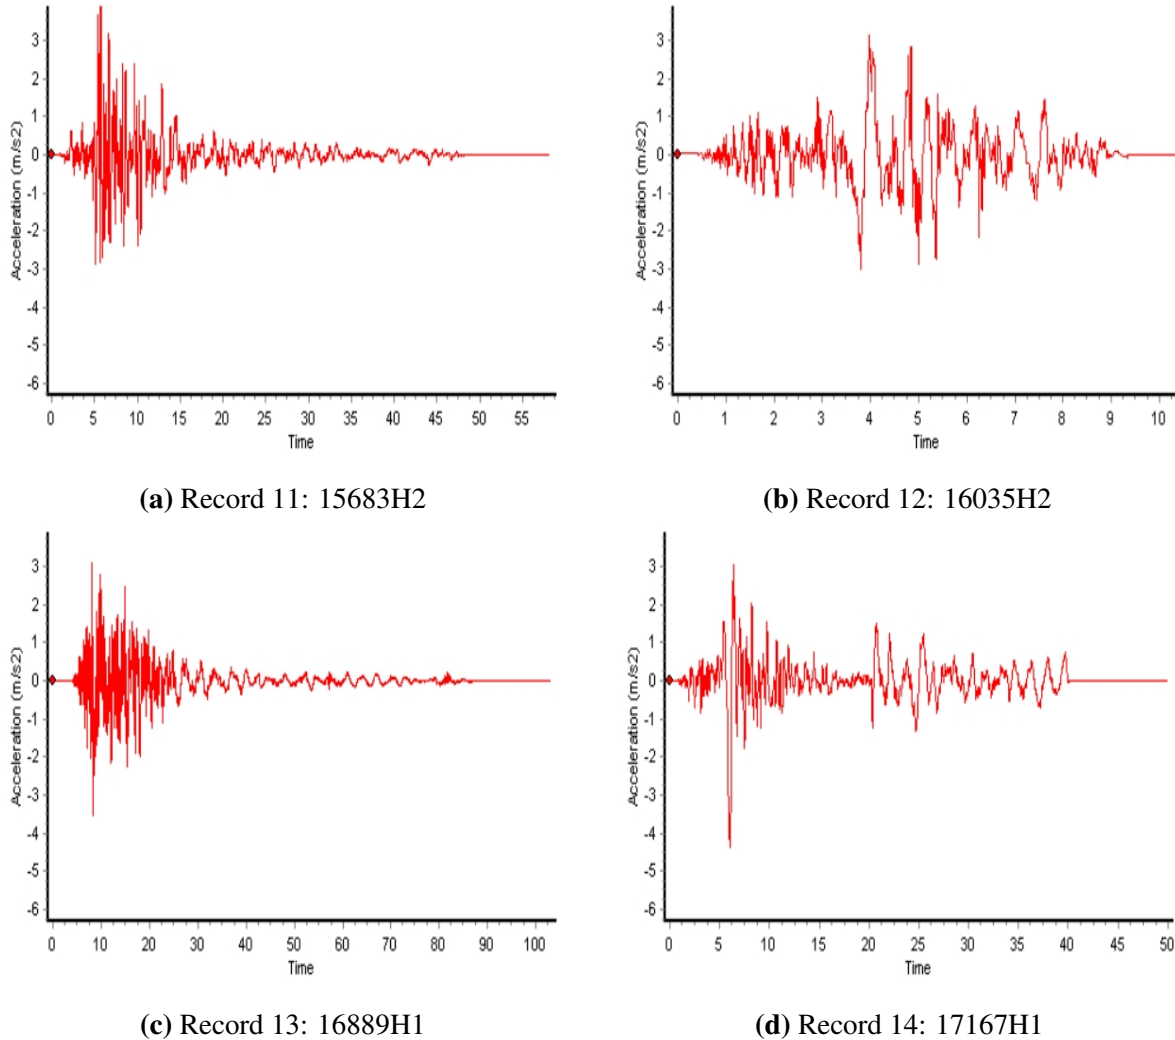 3
2
1
0
-1
-2
-3
-4
-5
-6
Acceleration (m/s2)
0 5 10 15 20 25 30 35 40 45 50 55
Time
(a) Record 11: 15683H2
3
2
1
0
-1
-2
-3
-4
-5
-6
Acceleration (m/s2)
0 1 2 3 4 5 6 7 8 9 10
Time
(b) Record 12: 16035H2
3
2
1
0
-1
-2
-3
-4
-5
-6
Acceleration (m/s2)
0 10 20 30 40 50 60 70 80 90 100
Time
(c) Record 13: 16889H1
3
2
1
0
-1
-2
-3
-4
-5
-6
Acceleration (m/s2)
0 5 10 15 20 25 30 35 40 45 50
Time
(d) Record 14: 17167H1